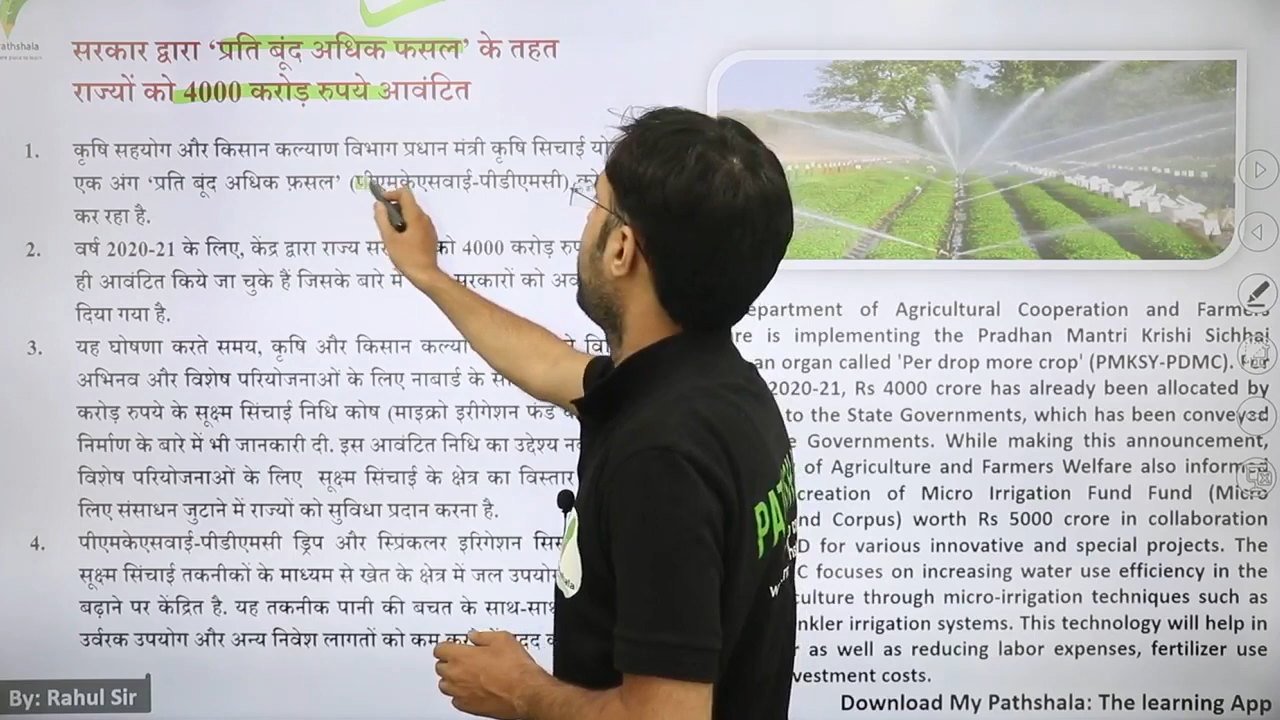 athshala
सरकार द्वारा ‘प्रति बूंद अधिक फसल’ के तहत
राज्यों को 4000 करोड़ रुपये आवंटित
1. कृषि सहयोग और किसान कल्याण विभाग प्रधान मंत्री कृषि सिचाई
एक अंग ‘प्रति बूंद अधिक फ़सल’ (पीएमकेएसवाई-पीडीएमसी)
कर रहा है.
2. वर्ष 2020-21 के लिए, केंद्र द्वारा राज्य को 4000 करोड़
ही आवंटित किये जा चुके हैं जिसके बारे में सरकारों को
दिया गया है.
3. यह घोषणा करते समय, कृषि और किसान
अभिनव और विशेष परियोजनाओं के लिए नाबार्ड के
करोड़ रुपये के सूक्ष्म सिंचाई निधि कोष (माइक्रो इरीगेशन फंड
निर्माण के बारे में भी जानकारी दी. इस आवंटित निधि का उद्देश्य
विशेष परियोजनाओं के लिए सूक्ष्म सिंचाई के क्षेत्र का विस्तार
लिए संसाधन जुटाने में राज्यों को सुविधा प्रदान करना है.
4. पीएमकेएसवाई-पीडीएमसी ड्रिप और स्प्रिंकलर इरिगेशन
सूक्ष्म सिंचाई तकनीकों के माध्यम से खेत के क्षेत्र में जल
बढ़ाने पर केंद्रित है. यह तकनीक पानी की बचत के
उर्वरक उपयोग और अन्य निवेश लागतों को कम
epartment of Agricultural Cooperation and Farmers
re is implementing the Pradhan Mantri Krishi Sichhai
an organ called 'Per drop more crop' (PMKSY-PDMC).
2020-21, Rs 4000 crore has already been allocated by
to the State Governments, which has been conveyed
e Governments. While making this announcement,
of Agriculture and Farmers Welfare also informed
creation of Micro Irrigation Fund Fund (Micro
nd Corpus) worth Rs 5000 crore in collaboration
D for various innovative and special projects. The
C focuses on increasing water use efficiency in the
culture through micro-irrigation techniques such as
nkler irrigation systems. This technology will help in
as well as reducing labor expenses, fertilizer use
vestment costs.
By: Rahul Sir
Download My Pathshala: The learning App